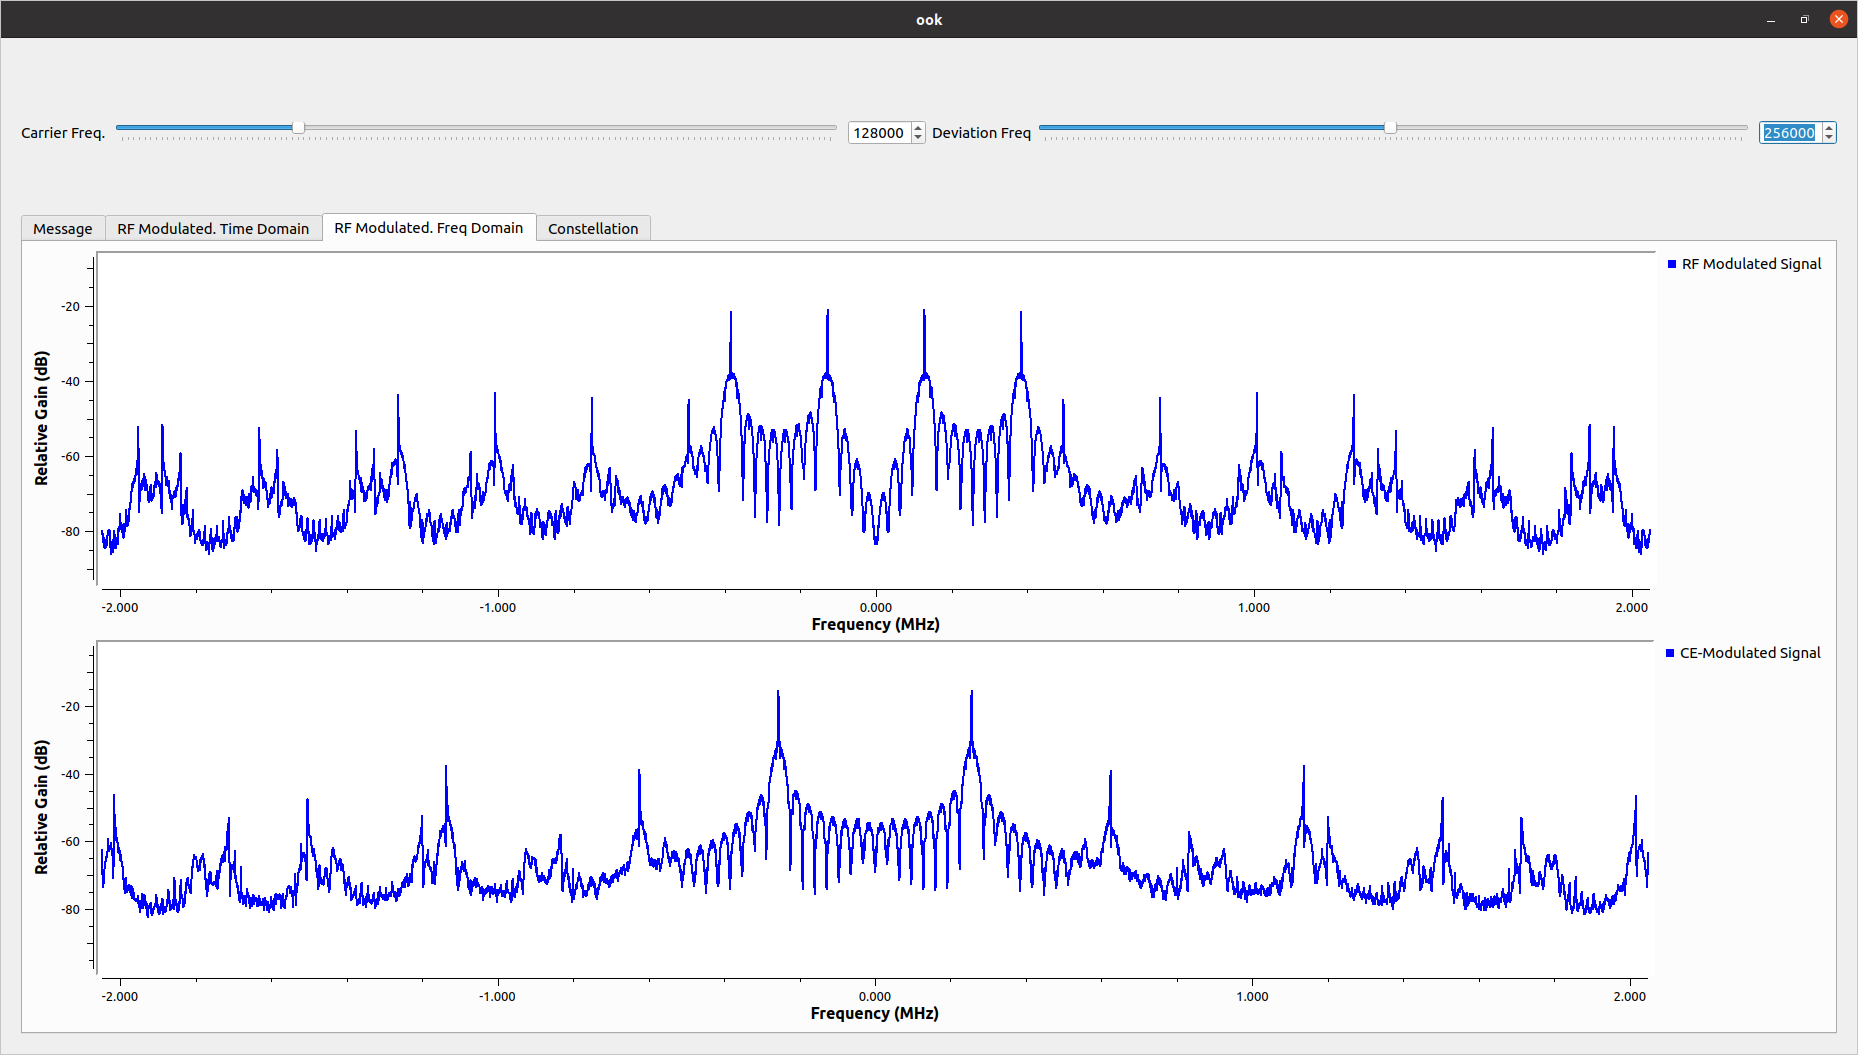 ook
Carrier Freq. 128000 Deviation Freq 256000
Message RF Modulated. Time Domain RF Modulated. Freq Domain Constellation
RF Modulated Signal
Relative Gain (dB)
-20
-40
-60
-80
-2.000 -1.000 0.000 1.000 2.000
Frequency (MHz)
CE-Modulated Signal
Relative Gain (dB)
-20
-40
-60
-80
-2.000 -1.000 0.000 1.000 2.000
Frequency (MHz)